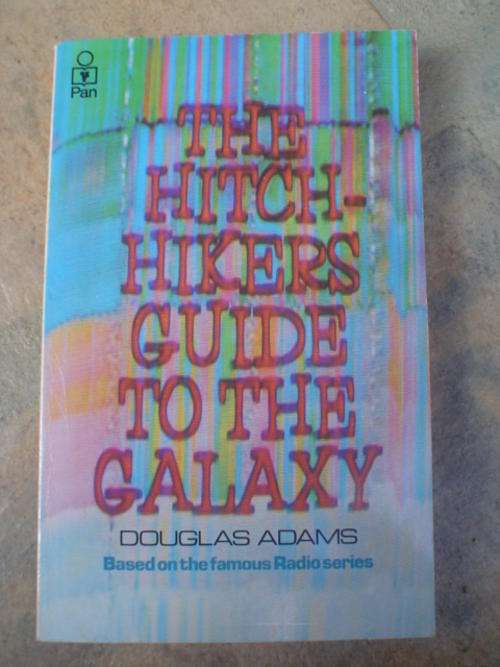 Pan
THE
HITCH-
HIKERS
GUIDE
TO THE
GALAXY
DOUGLAS ADAMS
Based on the famous Radio series